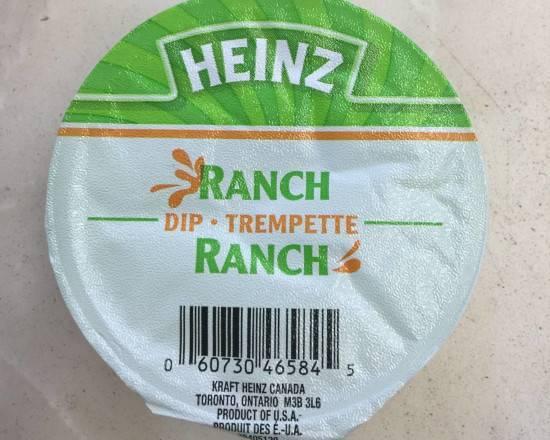 HEINZ
RANCH
DIP • TREMPETTE
RANCH
0 60730 46584 5
KRAFT HEINZ CANADA
TORONTO, ONTARIO M3B 3L6
PRODUCT OF U.S.A.
PRODUIT DES É.-U.A.